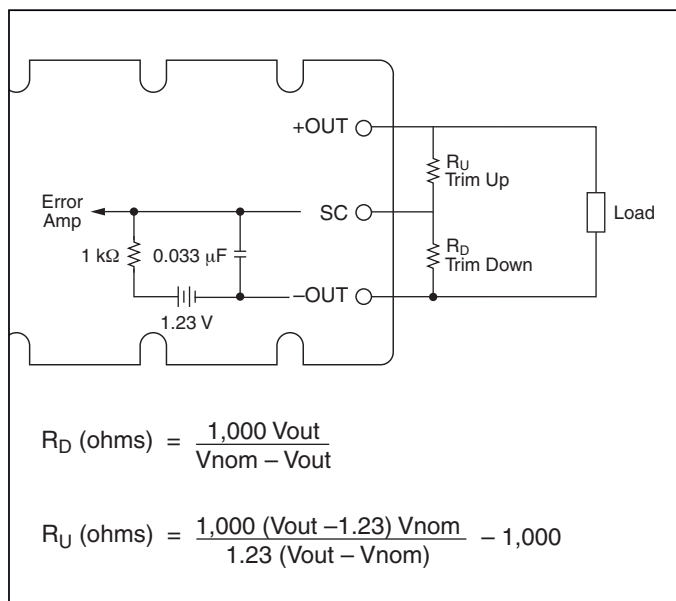 +OUT
R_U
Trim Up
Error
Amp
SC
Load
1 kΩ
0.033 μF
R_D
Trim Down
–OUT
1.23 V
R_D (ohms) = 1,000 Vout / Vnom – Vout
R_U (ohms) = 1,000 (Vout –1.23) Vnom / 1.23 (Vout – Vnom) – 1,000